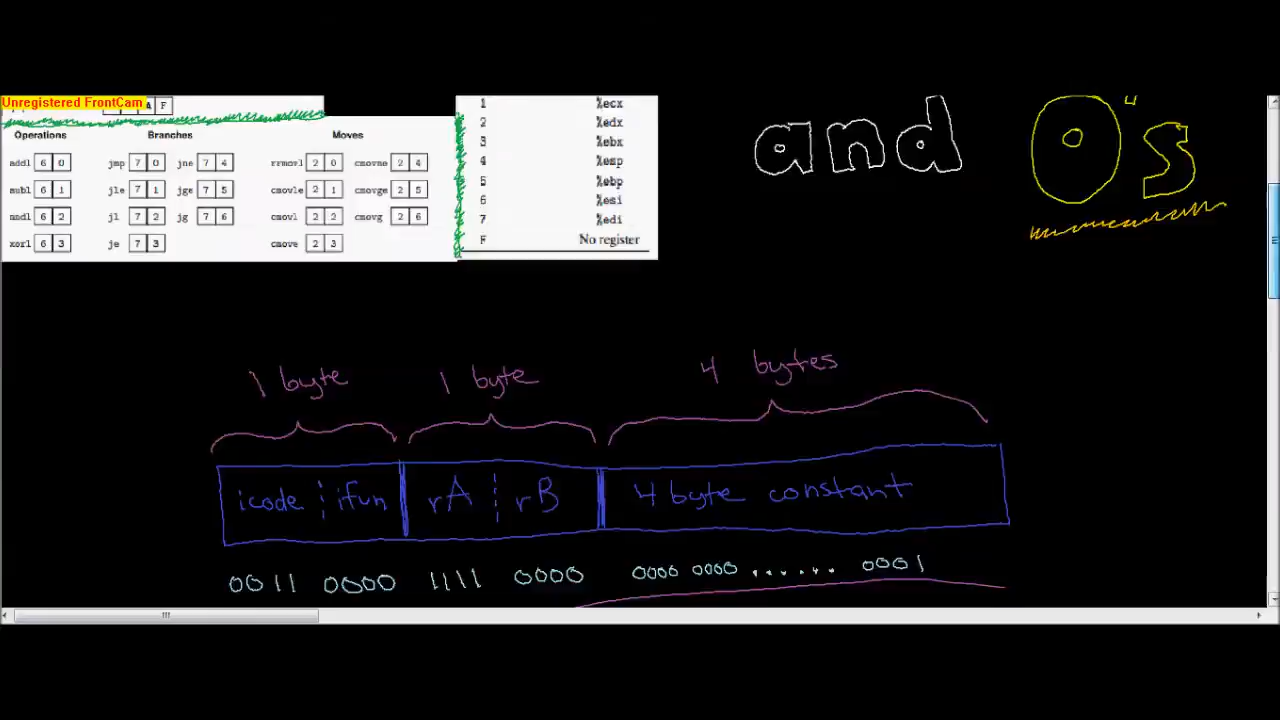 Unregistered FrontCam
A F
Operations Branches Moves
addl 6 0 jmp 7 0 jne 7 4 rrmovl 2 0 cmovne 2 4
subl 6 1 jle 7 1 jge 7 5 cmovle 2 1 cmovge 2 5
andl 6 2 jl 7 2 jg 7 6 cmovl 2 2 cmovg 2 6
xorl 6 3 je 7 3 cmove 2 3
1 %ecx
2 %edx
3 %ebx
4 %esp
5 %ebp
6 %esi
7 %edi
F No register
and 0s
1 byte 1 byte 4 bytes
icode ifun rA rB 4 byte constant
0011 0000 1111 0000 0000 0000 ....... 0001